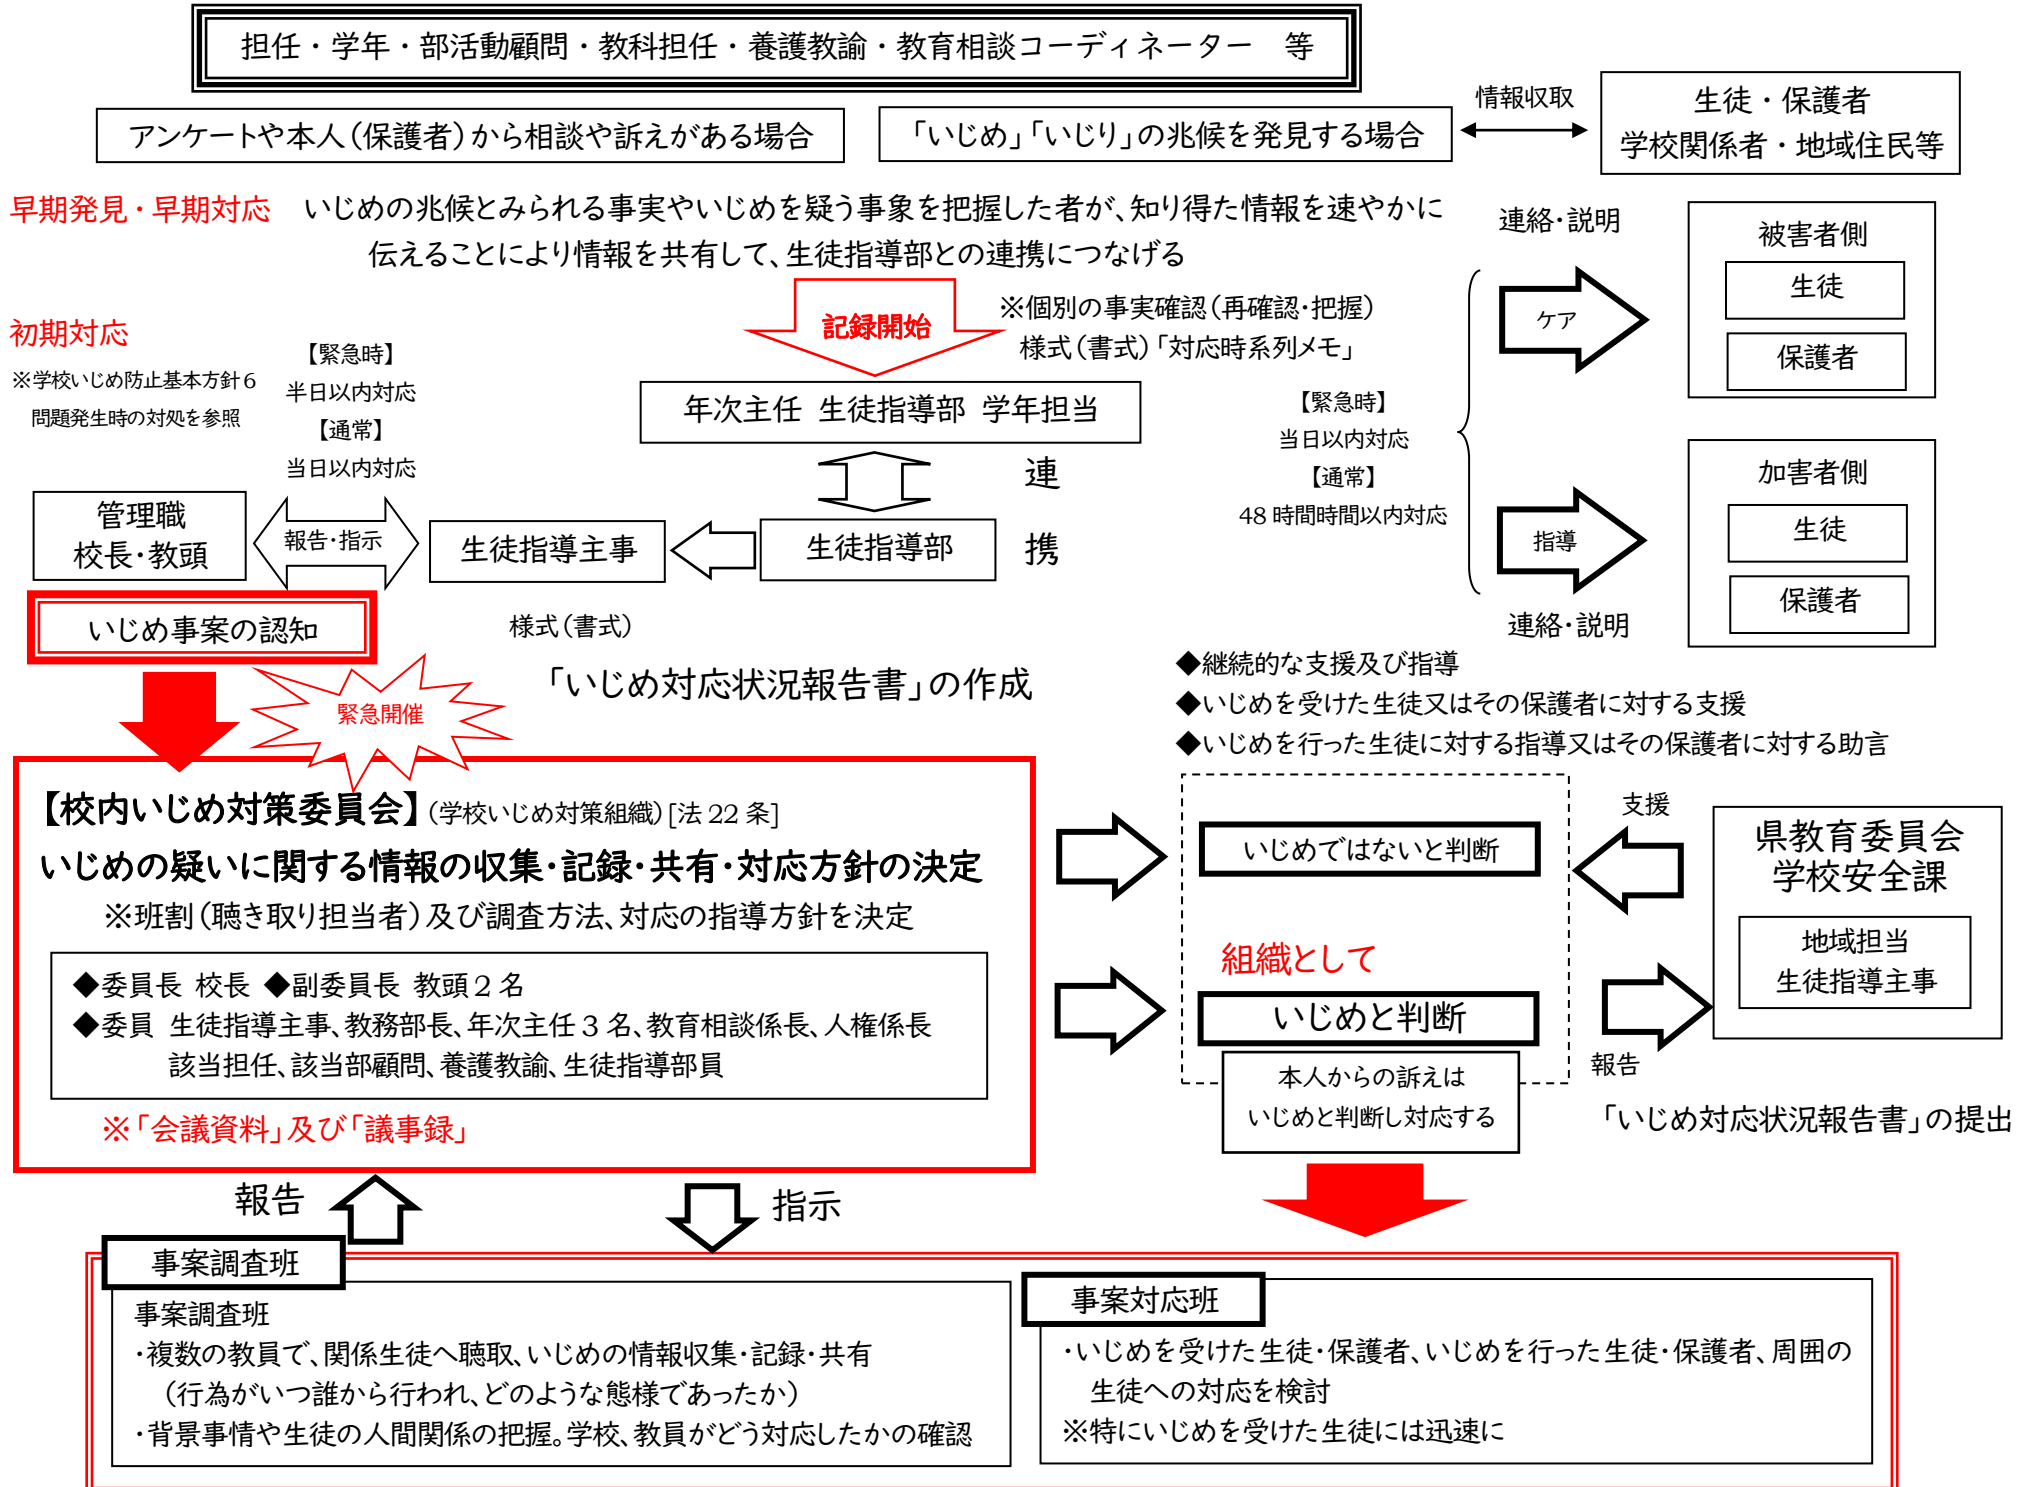 担任・学年・部活動顧問・教科担任・養護教諭・教育相談コーディネーター　等
アンケートや本人(保護者)から相談や訴えがある場合
「いじめ」「いじり」の兆候を発見する場合
情報収取
生徒・保護者
学校関係者・地域住民等
早期発見・早期対応
いじめの兆候とみられる事実やいじめを疑う事象を把握した者が、知り得た情報を速やかに
伝えることにより情報を共有して、生徒指導部との連携につなげる
記録開始
※個別の事実確認(再確認・把握)
様式(書式)「対応時系列メモ」
初期対応
※学校いじめ防止基本方針6
問題発生時の対処を参照
【緊急時】
半日以内対応
【通常】
当日以内対応
年次主任 生徒指導部 学年担当
連
携
管理職
校長・教頭
報告・指示
生徒指導主事
生徒指導部
【緊急時】
当日以内対応
【通常】
48時間時間以内対応
連絡・説明
ケア
被害者側
生徒
保護者
指導
連絡・説明
加害者側
生徒
保護者
いじめ事案の認知
様式(書式)
「いじめ対応状況報告書」の作成
緊急開催
◆継続的な支援及び指導
◆いじめを受けた生徒又はその保護者に対する支援
◆いじめを行った生徒に対する指導又はその保護者に対する助言
【校内いじめ対策委員会】(学校いじめ対策組織)[法22条]
いじめの疑いに関する情報の収集・記録・共有・対応方針の決定
※班割(聴き取り担当者)及び調査方法、対応の指導方針を決定
◆委員長 校長 ◆副委員長 教頭2名
◆委員 生徒指導主事、教務部長、年次主任3名、教育相談係長、人権係長
該当担任、該当部顧問、養護教諭、生徒指導部員
※「会議資料」及び「議事録」
いじめではないと判断
組織として
いじめと判断
本人からの訴えは
いじめと判断し対応する
支援
県教育委員会
学校安全課
地域担当
生徒指導主事
報告
「いじめ対応状況報告書」の提出
報告
指示
事案調査班
事案調査班
・複数の教員で、関係生徒へ聴取、いじめの情報収集・記録・共有
(行為がいつ誰から行われ、どのような態様であったか)
・背景事情や生徒の人間関係の把握。学校、教員がどう対応したかの確認
事案対応班
・いじめを受けた生徒・保護者、いじめを行った生徒・保護者、周囲の
生徒への対応を検討
※特にいじめを受けた生徒には迅速に